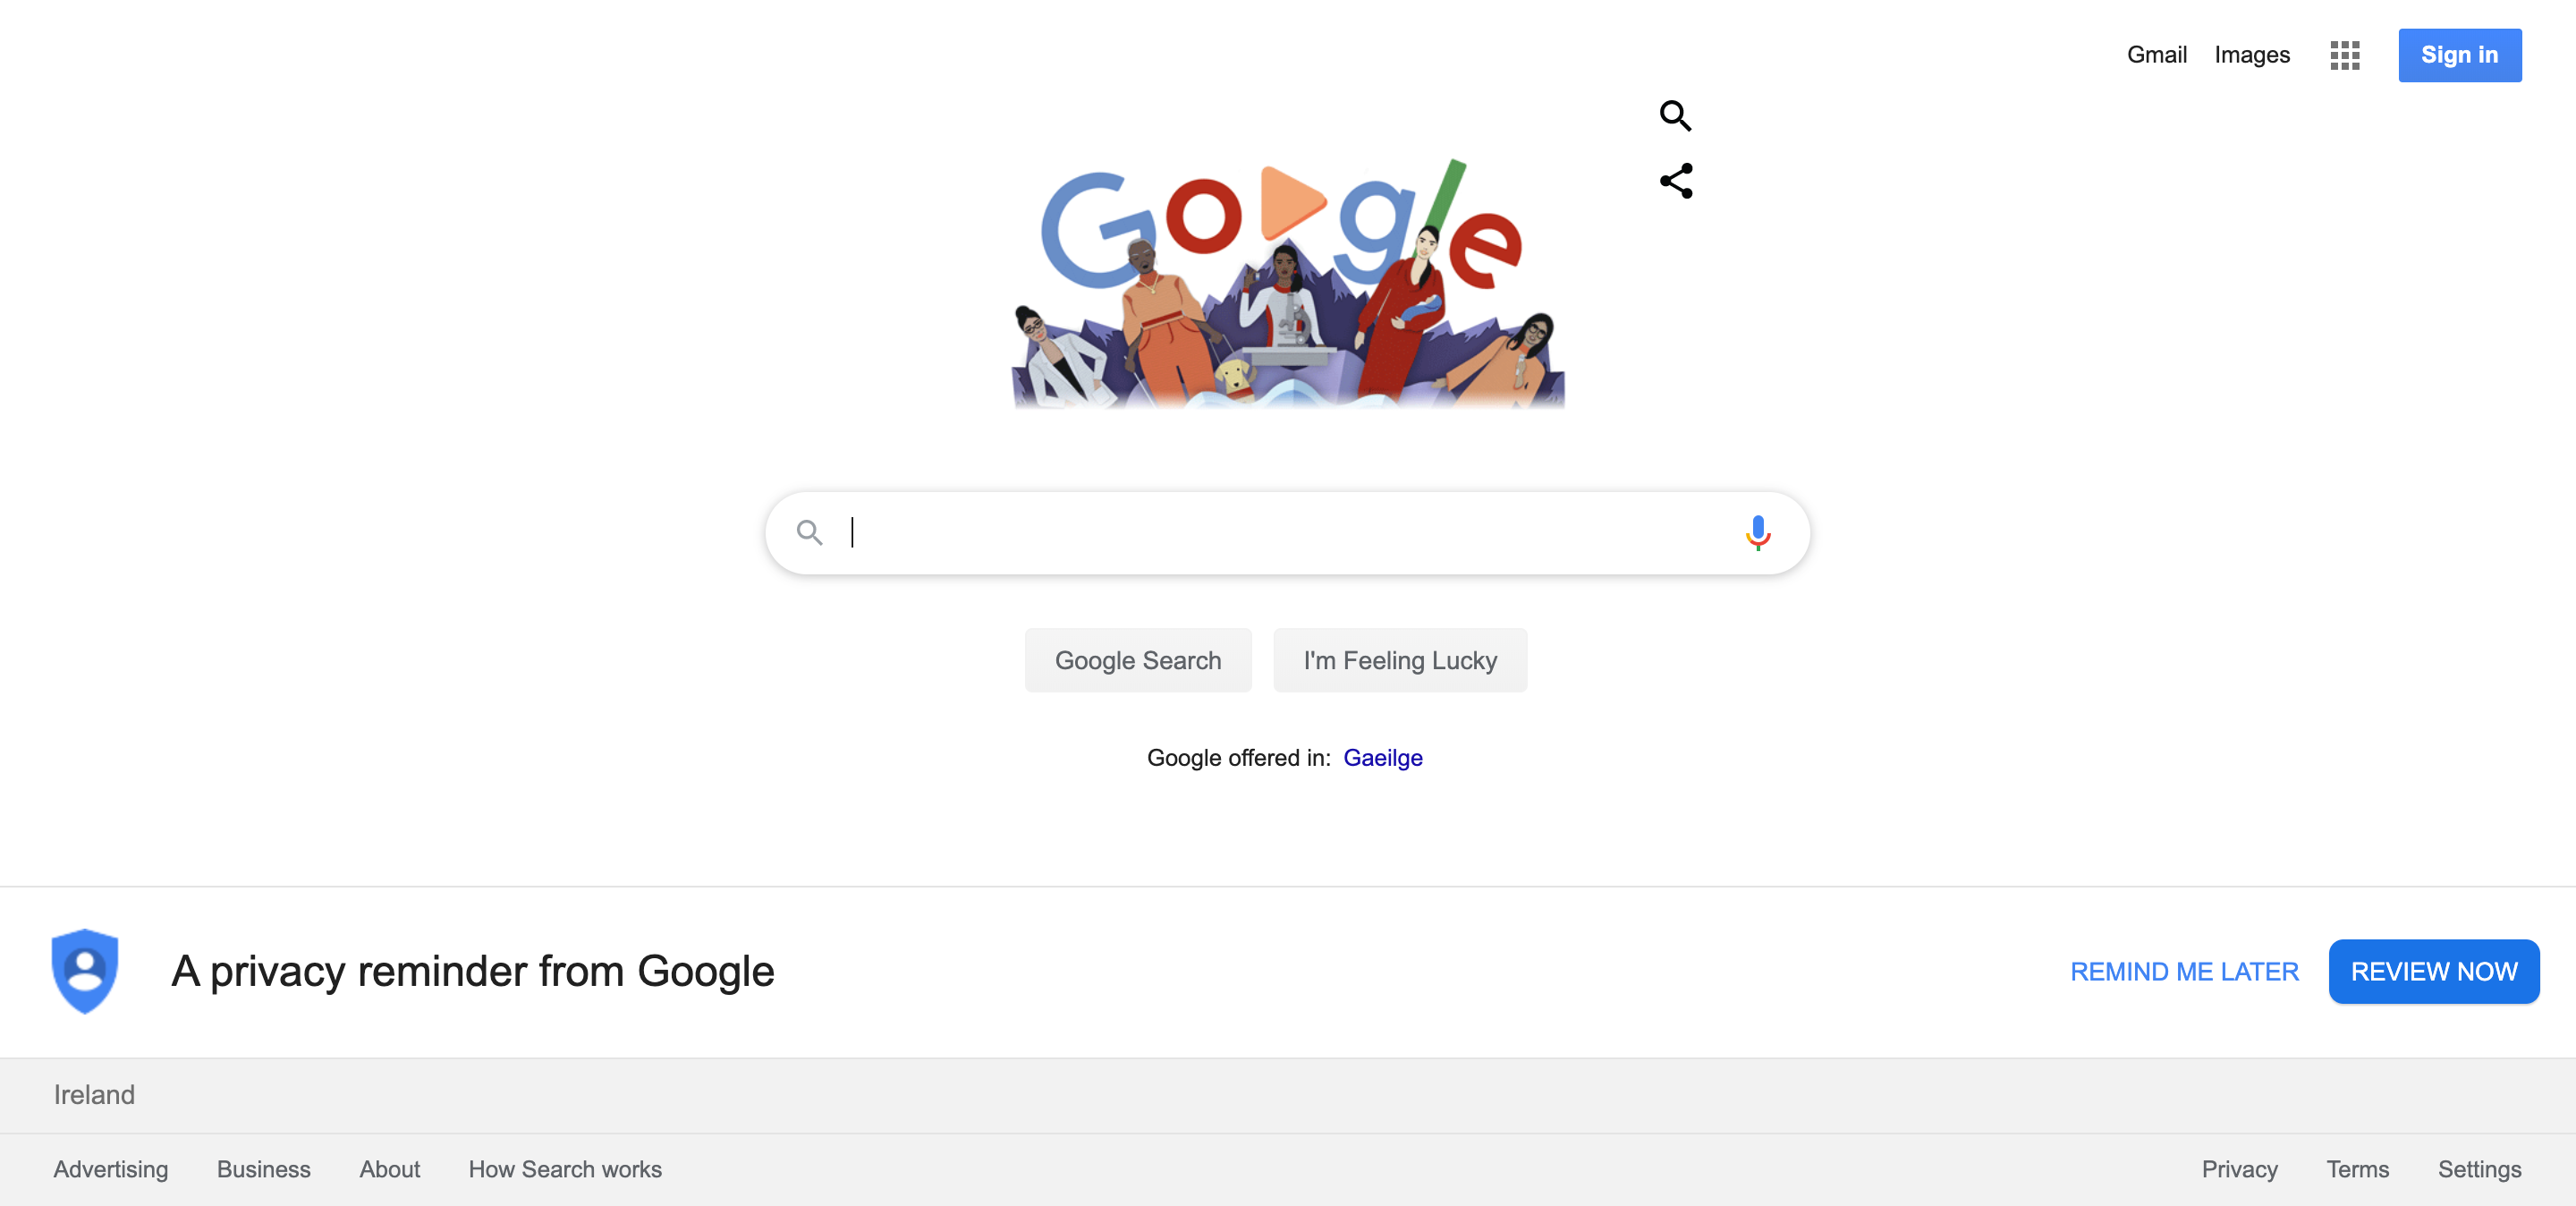 Gmail Images Sign in
Google
Google Search I'm Feeling Lucky
Google offered in: Gaeilge
A privacy reminder from Google REMIND ME LATER REVIEW NOW
Ireland
Advertising Business About How Search works Privacy Terms Settings